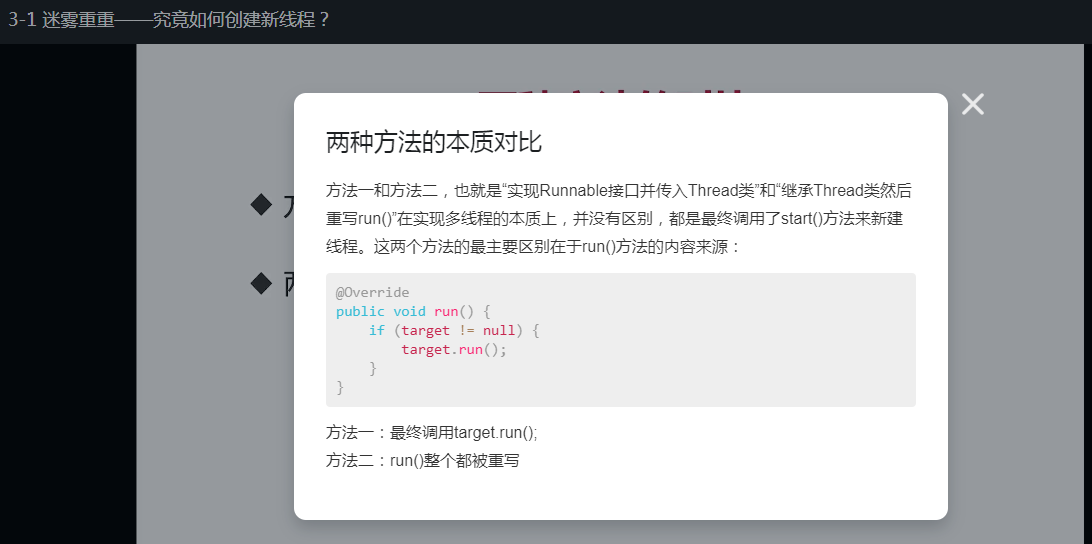 3-1 迷雾重重——究竟如何创建新线程？
两种方法的本质对比
方法一和方法二，也就是“实现Runnable接口并传入Thread类”和“继承Thread类然后
重写run()”在实现多线程的本质上，并没有区别，都是最终调用了start()方法来新建
线程。这两个方法的最主要区别在于run()方法的内容来源：
@Override
public void run() {
    if (target != null) {
        target.run();
    }
}
方法一：最终调用target.run();
方法二：run()整个都被重写